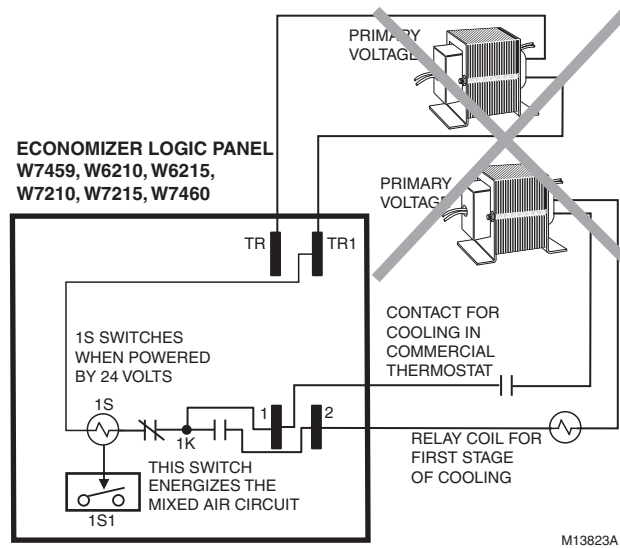 PRIMARY
VOLTAGE
ECONOMIZER LOGIC PANEL
W7459, W6210, W6215,
W7210, W7215, W7460
PRIMARY
VOLTAGE
TR
TR1
CONTACT FOR
COOLING IN
COMMERCIAL
THERMOSTAT
1S SWITCHES
WHEN POWERED
BY 24 VOLTS
1S
1
2
1K
RELAY COIL FOR
FIRST STAGE
OF COOLING
THIS SWITCH
ENERGIZES THE
MIXED AIR CIRCUIT
1S1
M13823A